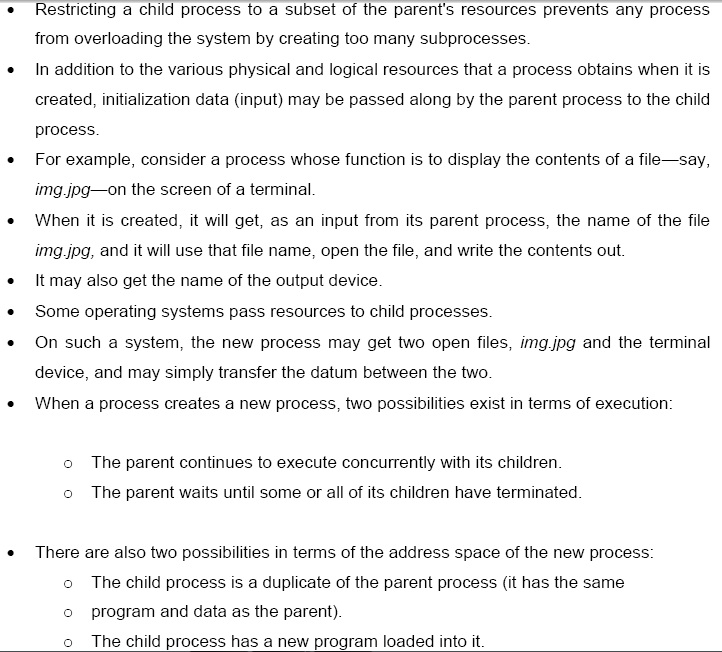 • Restricting a child process to a subset of the parent's resources prevents any process
from overloading the system by creating too many subprocesses.
• In addition to the various physical and logical resources that a process obtains when it is
created, initialization data (input) may be passed along by the parent process to the child
process.
• For example, consider a process whose function is to display the contents of a file—say,
img.jpg—on the screen of a terminal.
• When it is created, it will get, as an input from its parent process, the name of the file
img.jpg, and it will use that file name, open the file, and write the contents out.
• It may also get the name of the output device.
• Some operating systems pass resources to child processes.
• On such a system, the new process may get two open files, img.jpg and the terminal
device, and may simply transfer the datum between the two.
• When a process creates a new process, two possibilities exist in terms of execution:
o The parent continues to execute concurrently with its children.
o The parent waits until some or all of its children have terminated.
• There are also two possibilities in terms of the address space of the new process:
o The child process is a duplicate of the parent process (it has the same
o program and data as the parent).
o The child process has a new program loaded into it.